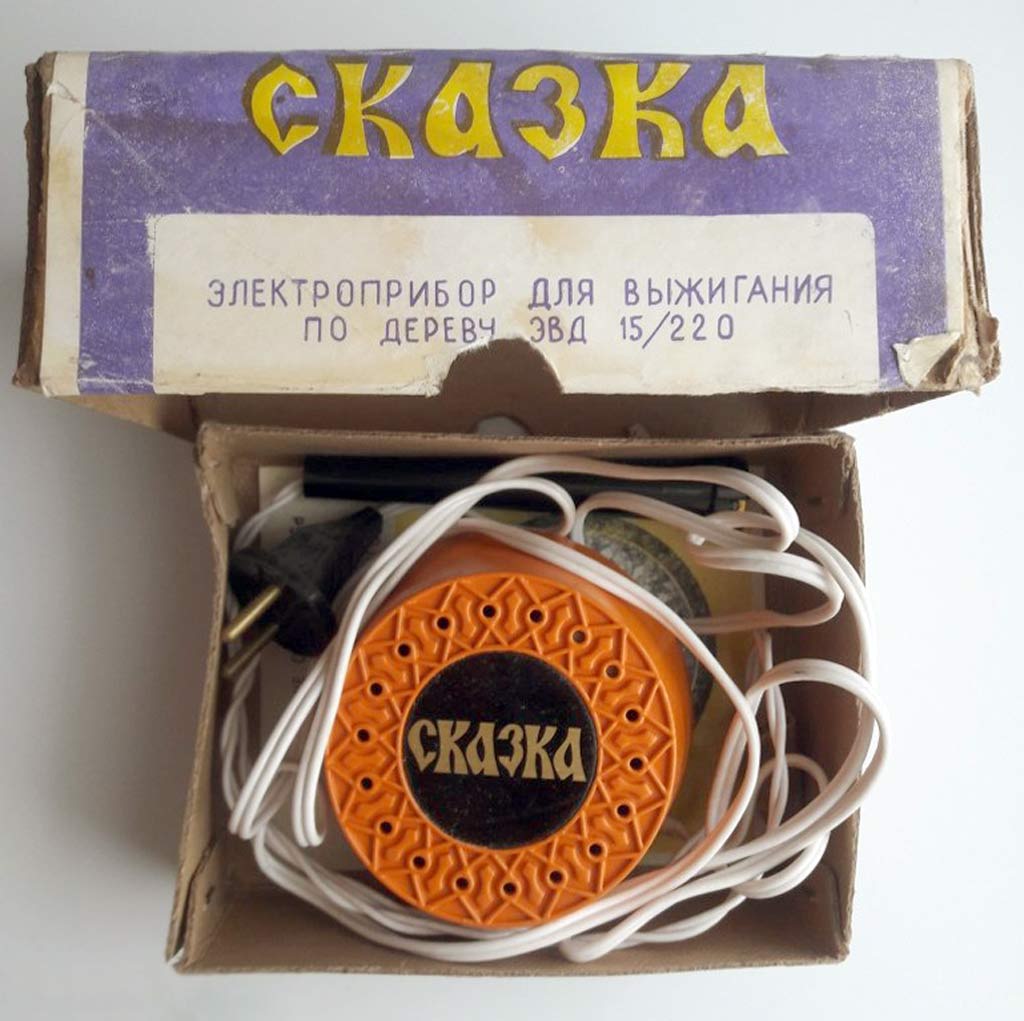 СКАЗКА
ЭЛЕКТРОПРИБОР ДЛЯ ВЫЖИГАНИЯ
ПО ДЕРЕВУ ЭВД 15/220
СКАЗКА